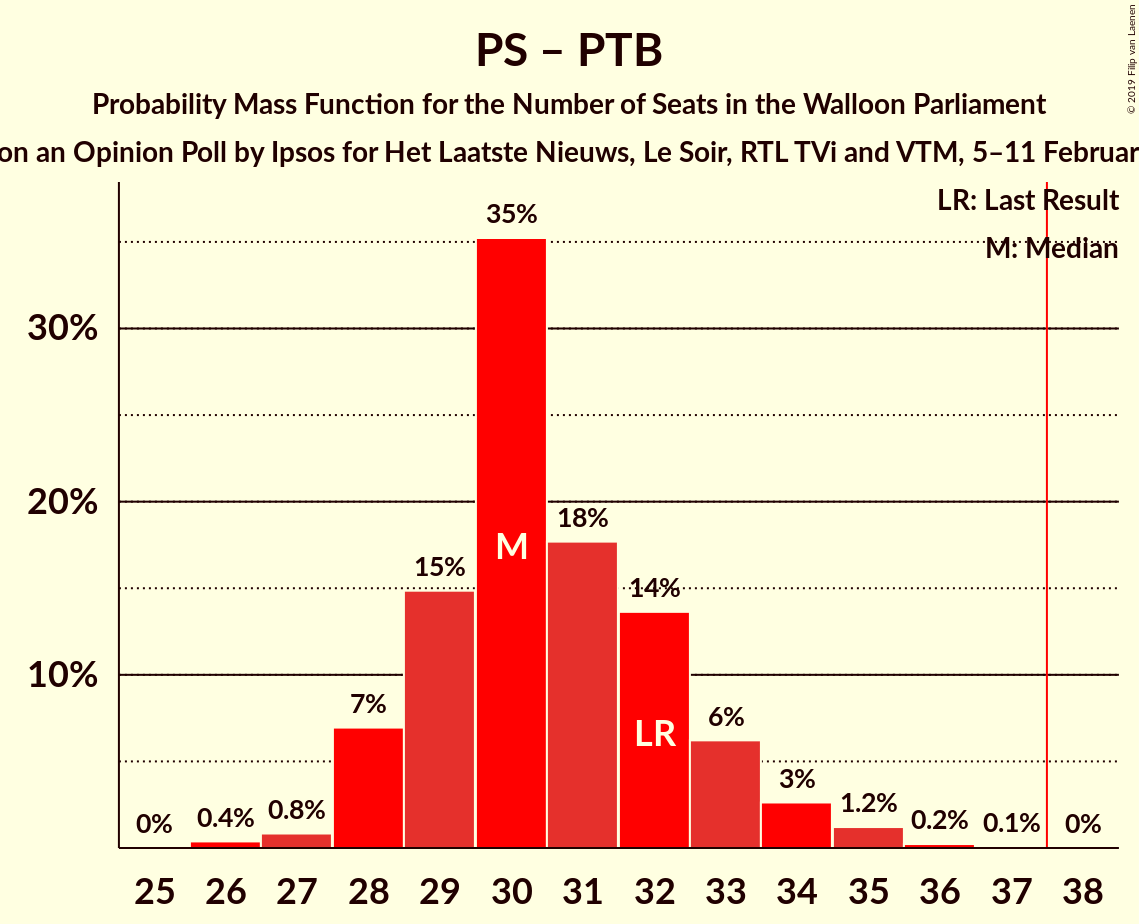 PS – PTB
Probability Mass Function for the Number of Seats in the Walloon Parliament
on an Opinion Poll by Ipsos for Het Laatste Nieuws, Le Soir, RTL TVi and VTM, 5–11 Februar
© 2019 Filip van Laenen
LR: Last Result
M: Median
35%
30%
20%
18%
M
15%
14%
10%
7%
LR
6%
3%
1.2%
0.8%
0.4%
0.2%
0.1%
0%
0%
25 26 27 28 29 30 31 32 33 34 35 36 37 38